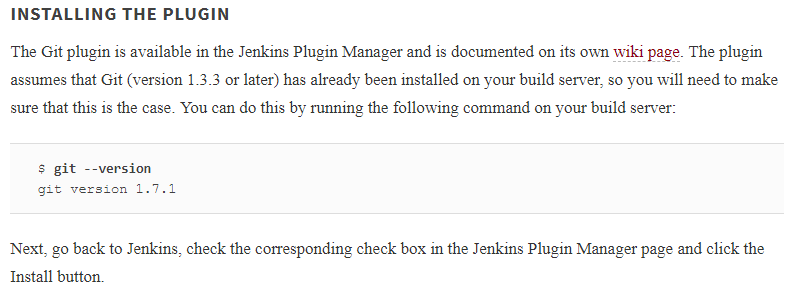 INSTALLING THE PLUGIN
The Git plugin is available in the Jenkins Plugin Manager and is documented on its own wiki page. The plugin
assumes that Git (version 1.3.3 or later) has already been installed on your build server, so you will need to make
sure that this is the case. You can do this by running the following command on your build server:
$ git --version
git version 1.7.1
Next, go back to Jenkins, check the corresponding check box in the Jenkins Plugin Manager page and click the
Install button.